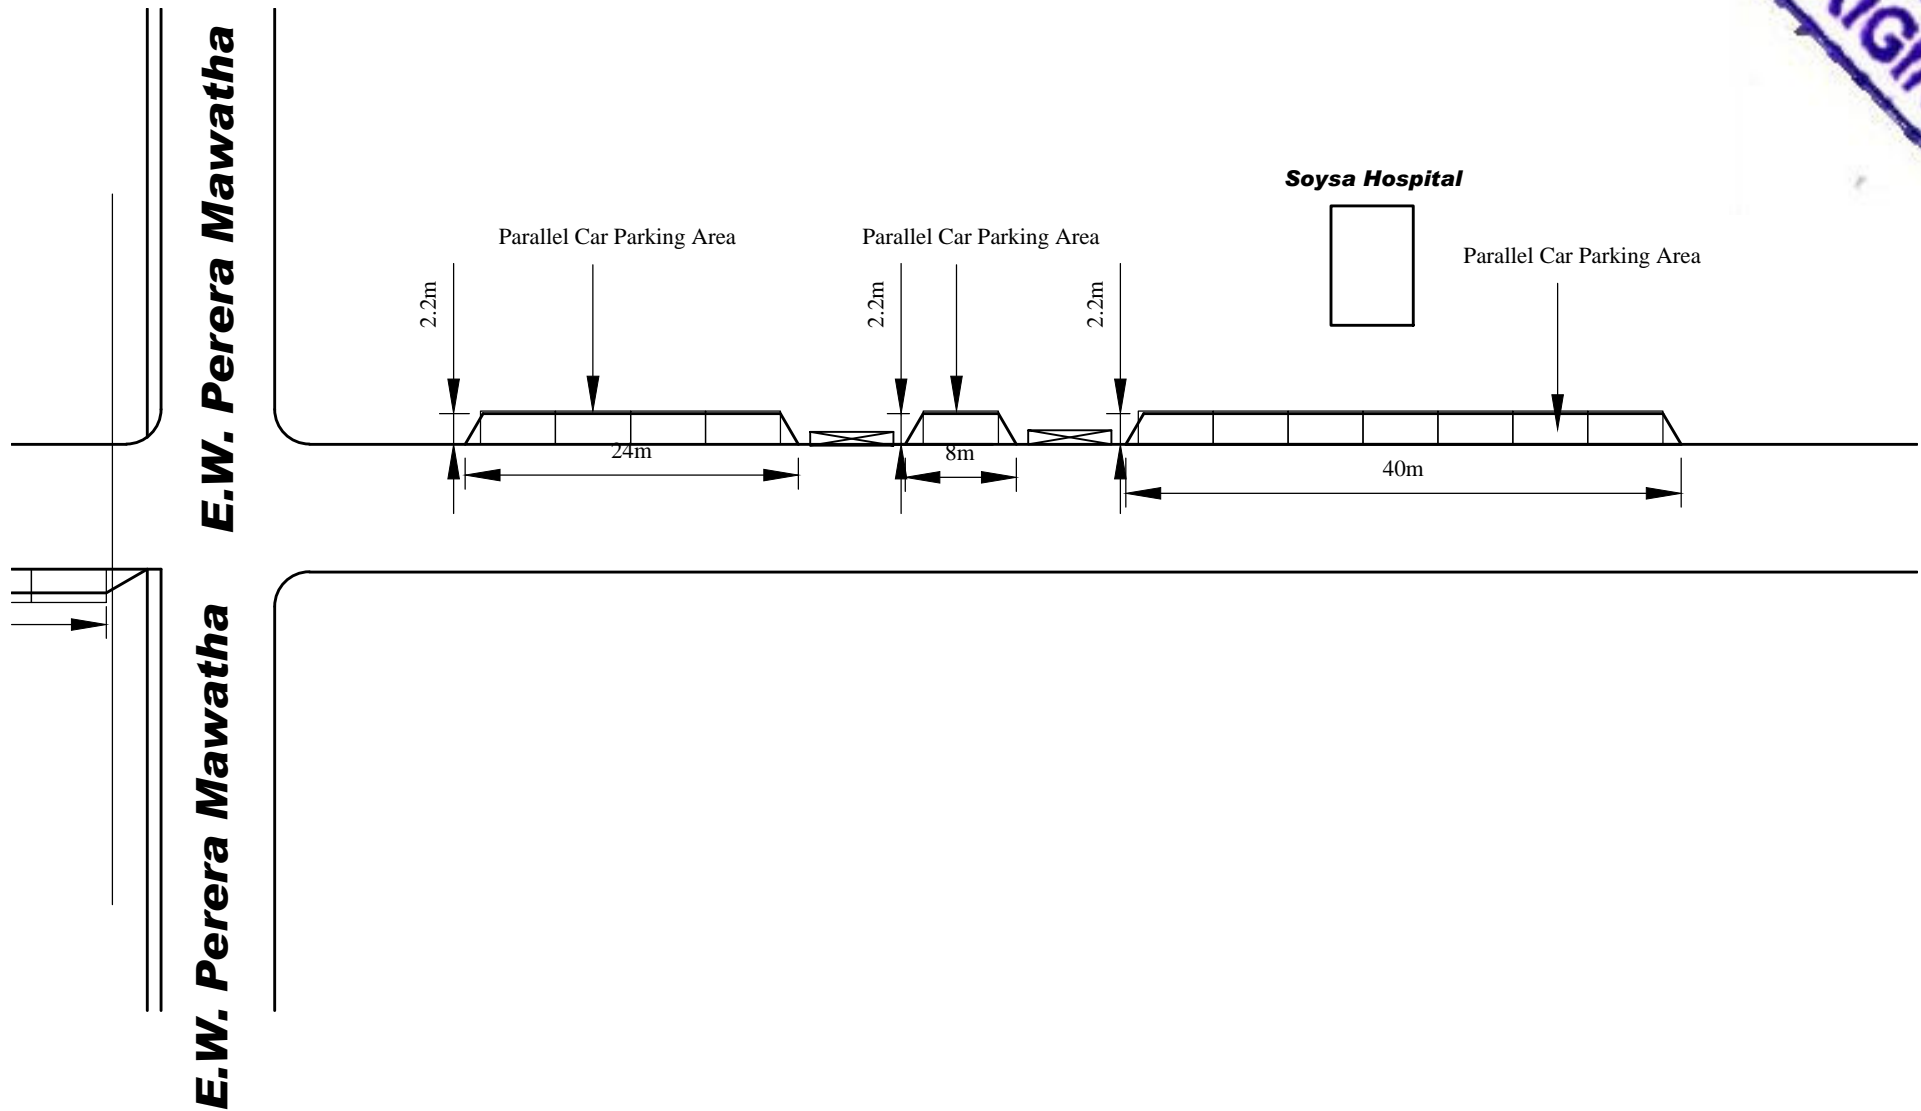 E.W. Perera Mawatha
Soysa Hospital
Parallel Car Parking Area
Parallel Car Parking Area
Parallel Car Parking Area
2.2m
2.2m
2.2m
24m
8m
40m
E.W. Perera Mawatha